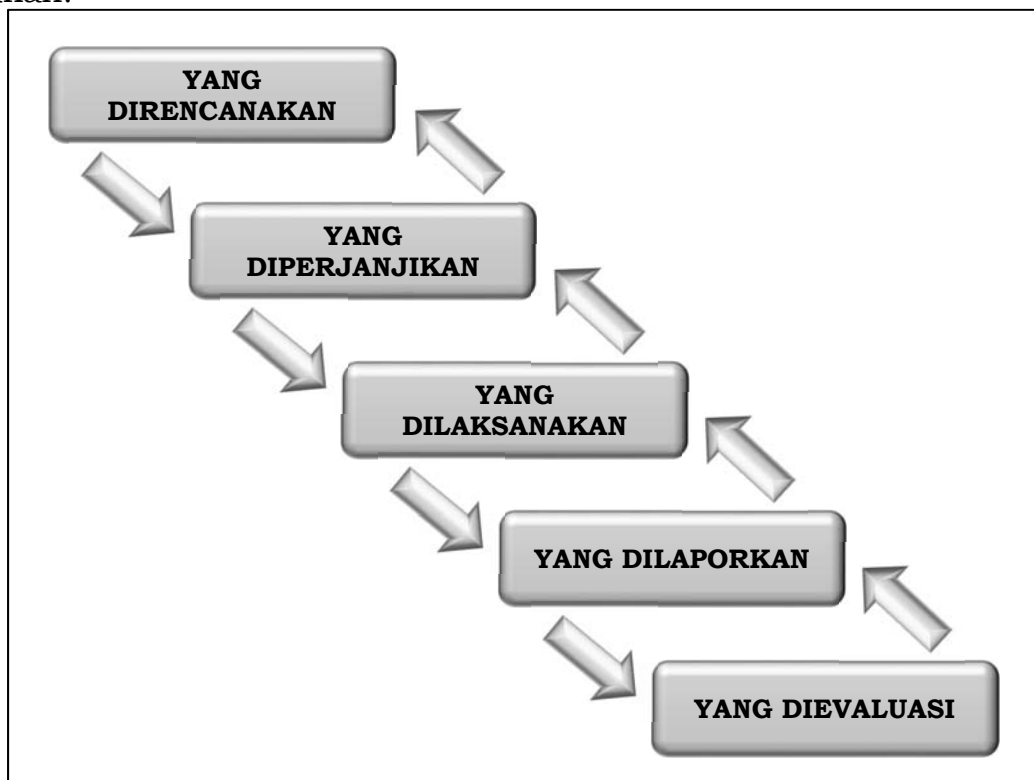 YANG
DIRENCANAKAN
YANG
DIPERJANJIKAN
YANG
DILAKSANAKAN
YANG DILAPORKAN
YANG DIEVALUASI